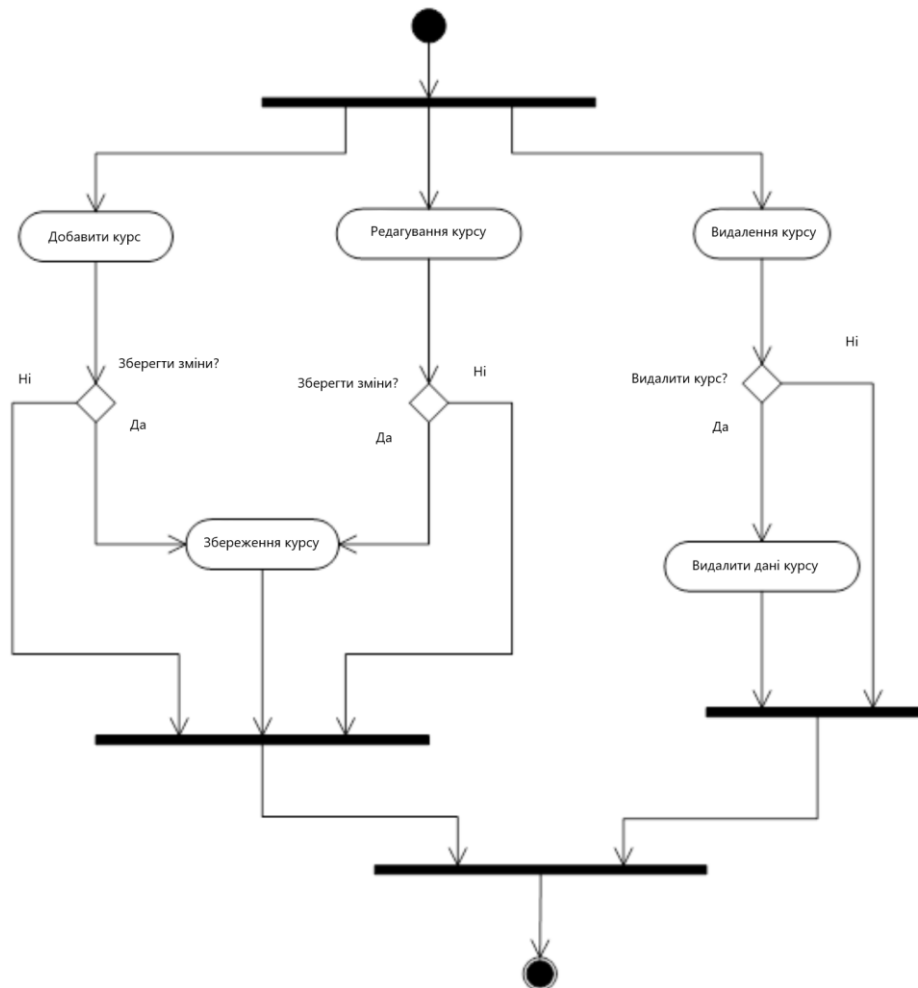 Добавити курс
Редагування курсу
Видалення курсу
Ні
Зберегти зміни?
Да
Зберегти зміни?
Ні
Да
Видалити курс?
Ні
Да
Збереження курсу
Видалити дані курсу